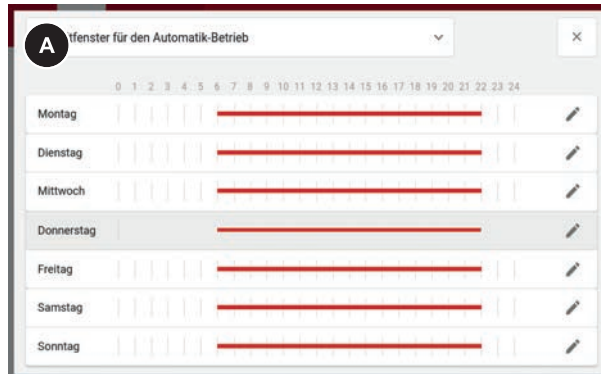 A
tfenster für den Automatik-Betrieb
0 1 2 3 4 5 6 7 8 9 10 11 12 13 14 15 16 17 18 19 20 21 22 23 24
Montag
Dienstag
Mittwoch
Donnerstag
Freitag
Samstag
Sonntag